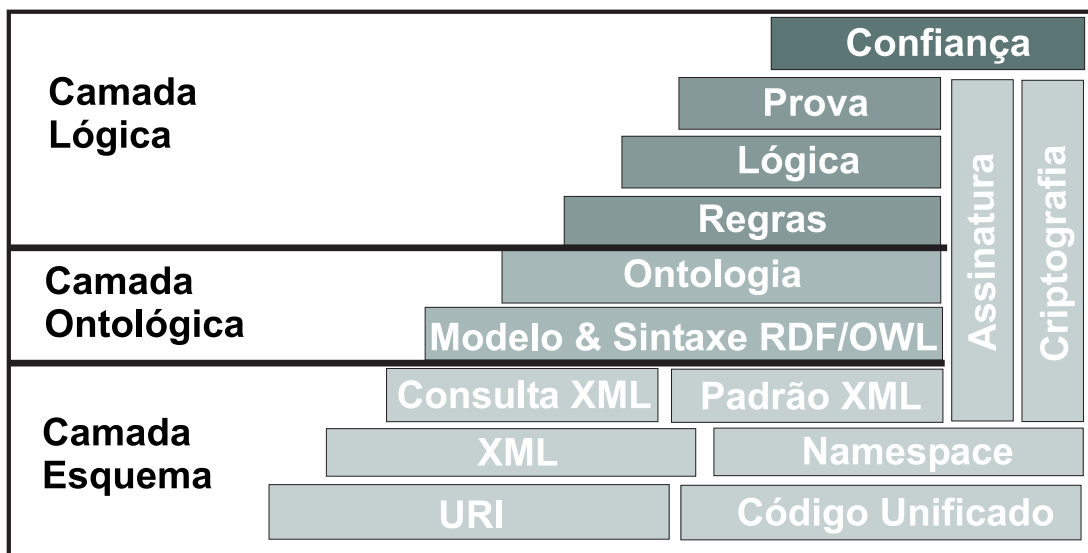 Camada
Lógica
Confiança
Prova
Lógica
Regras
Assinatura
Criptografia
Camada
Ontológica
Ontologia
Modelo & Sintaxe RDF/OWL
Camada
Esquema
Consulta XML
Padrão XML
XML
Namespace
URI
Código Unificado